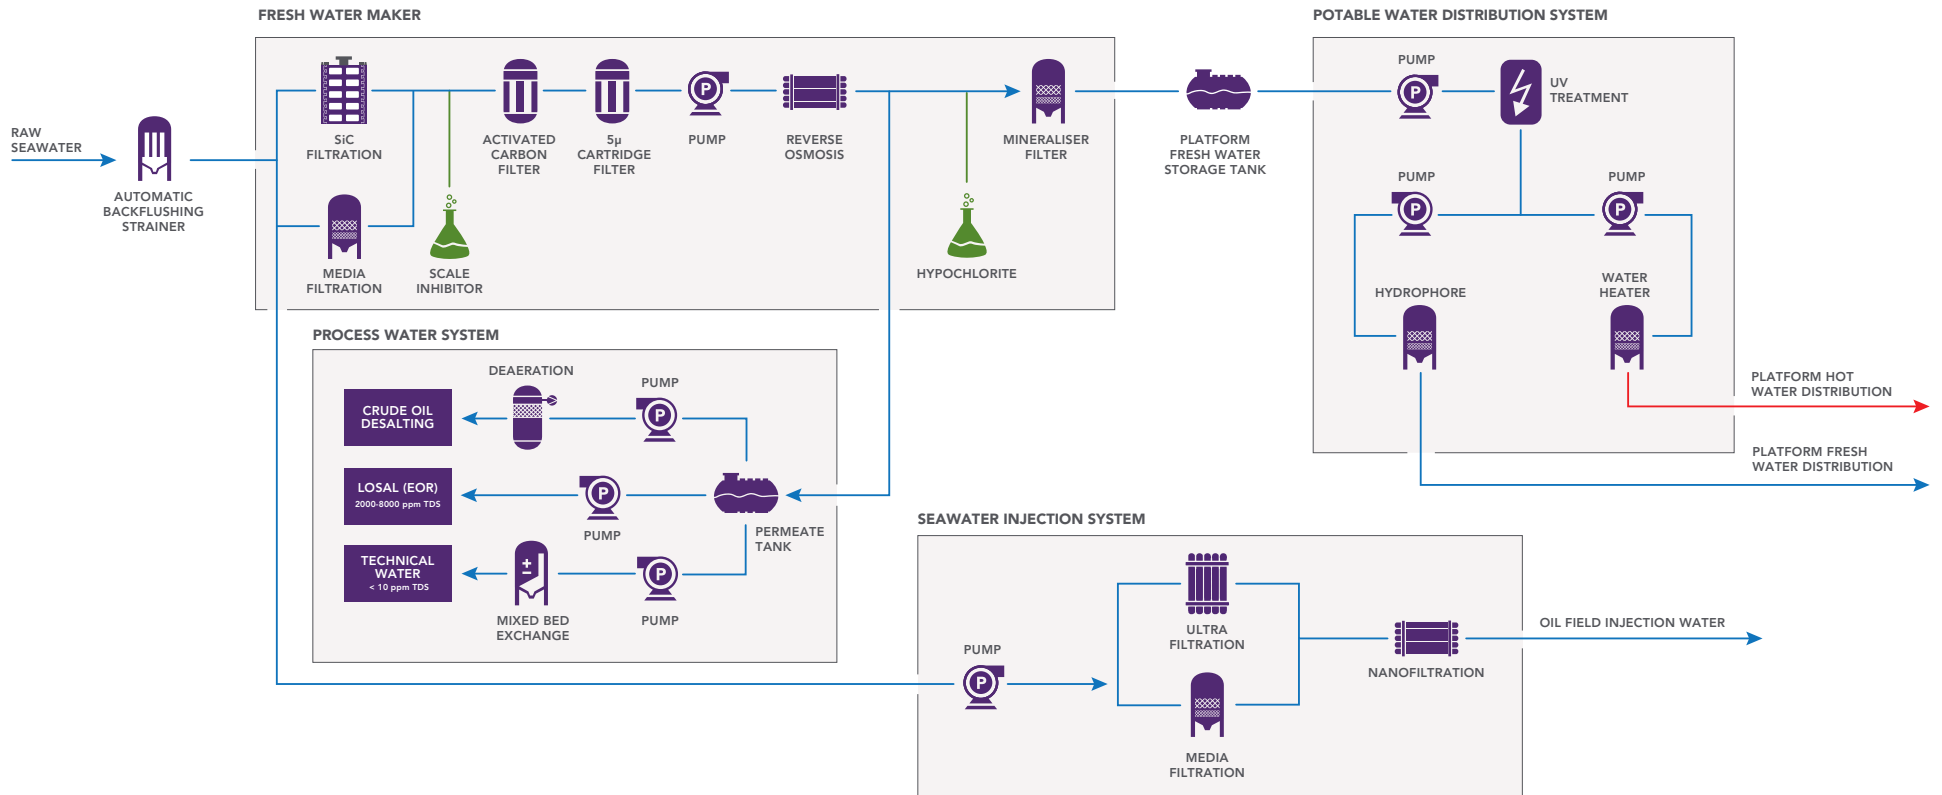 FRESH WATER MAKER
POTABLE WATER DISTRIBUTION SYSTEM
RAW
SEAWATER
AUTOMATIC
BACKFLUSHING
STRAINER
SiC
FILTRATION
MEDIA
FILTRATION
SCALE
INHIBITOR
ACTIVATED
CARBON
FILTER
5µ
CARTRIDGE
FILTER
P
PUMP
REVERSE
OSMOSIS
HYPOCHLORITE
MINERALISER
FILTER
PLATFORM
FRESH WATER
STORAGE TANK
PUMP
P
UV
TREATMENT
PUMP
P
PUMP
P
HYDROPHORE
WATER
HEATER
PLATFORM HOT
WATER DISTRIBUTION
PLATFORM FRESH
WATER DISTRIBUTION
PROCESS WATER SYSTEM
DEAERATION
PUMP
P
CRUDE OIL
DESALTING
LOSAL (EOR)
2000-8000 ppm TDS
P
PUMP
PERMEATE
TANK
TECHNICAL
WATER
< 10 ppm TDS
+
−
MIXED BED
EXCHANGE
P
PUMP
SEAWATER INJECTION SYSTEM
PUMP
P
ULTRA
FILTRATION
MEDIA
FILTRATION
NANOFILTRATION
OIL FIELD INJECTION WATER